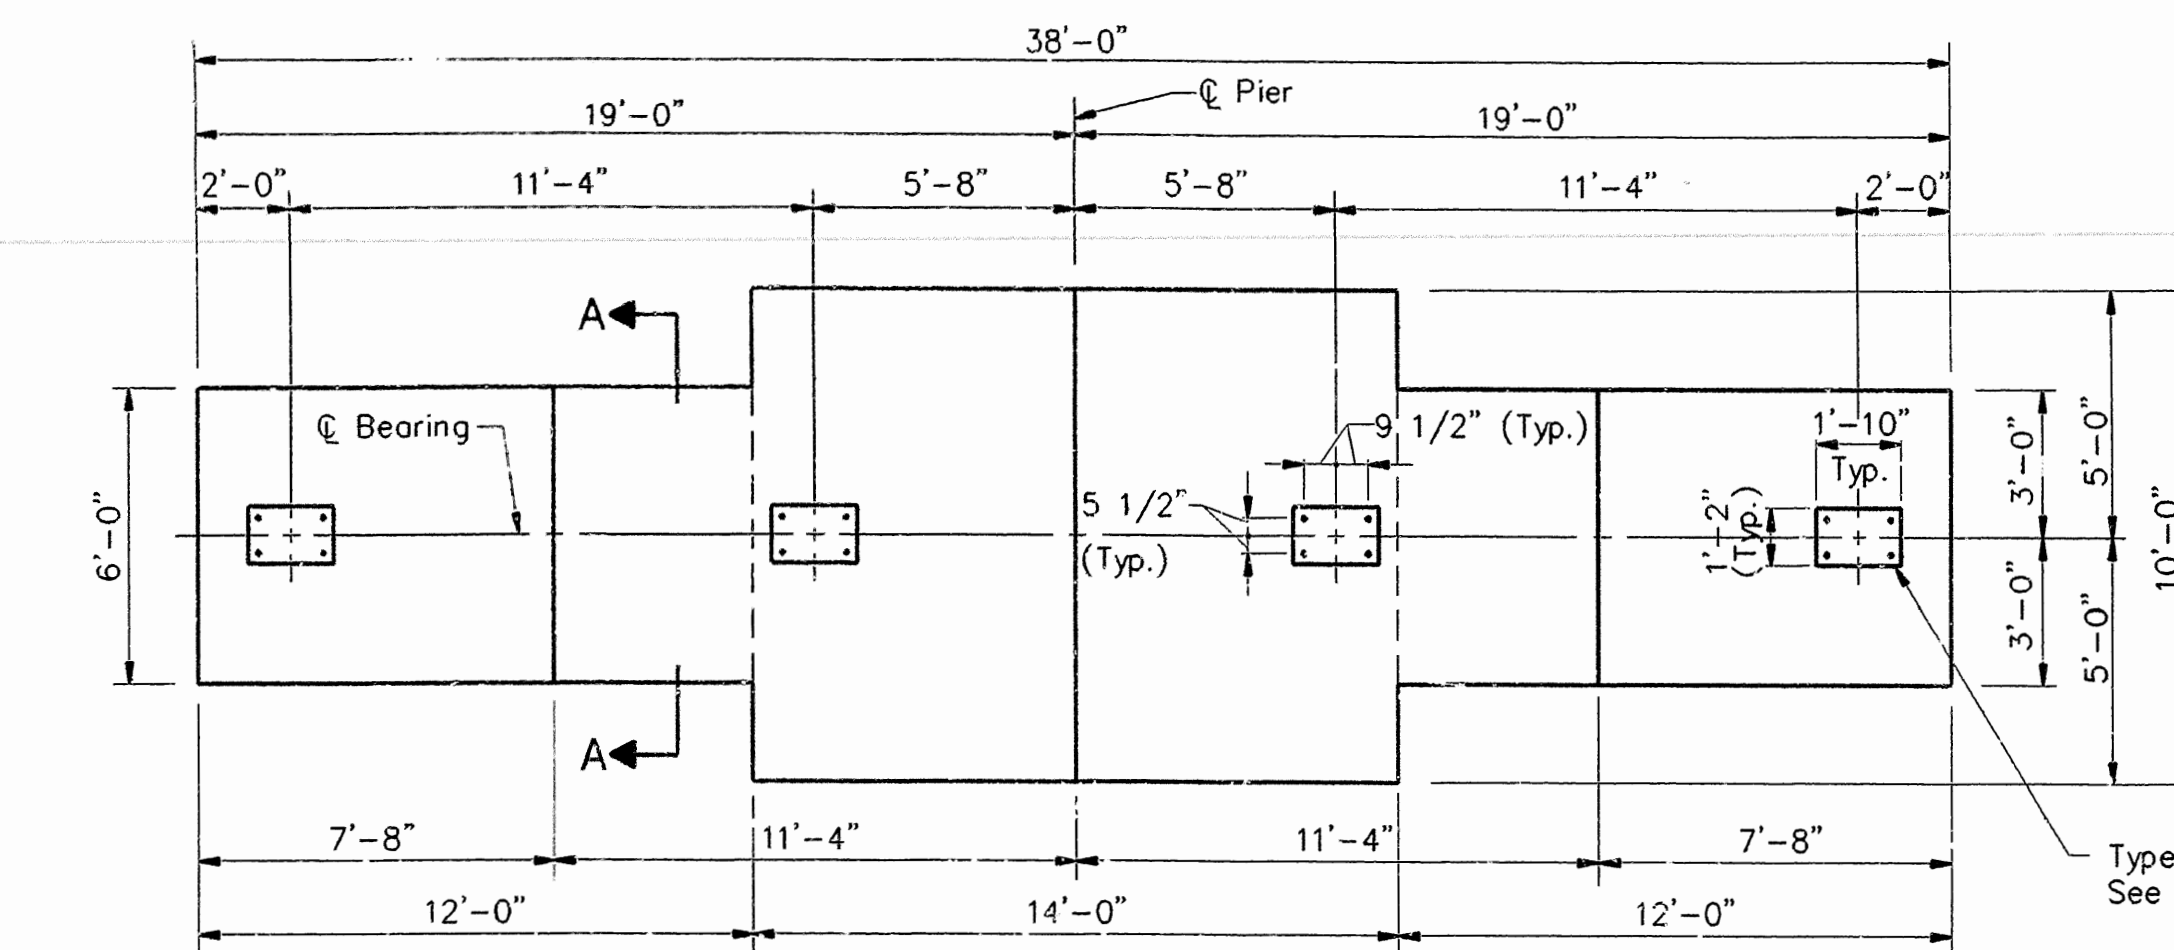 38'-0"
℄ Pier
19'-0" 19'-0"
2'-0" 11'-4" 5'-8" 5'-8" 11'-4" 2'-0"
A
℄ Bearing
9 1/2" (Typ.)
1'-10"
Typ.
5 1/2"
(Typ.)
1'-2"
(Typ.)
6'-0"
3'-0"
5'-0"
10'-0"
3'-0"
5'-0"
A
7'-8" 11'-4" 11'-4" 7'-8"
Type
See
12'-0" 14'-0" 12'-0"